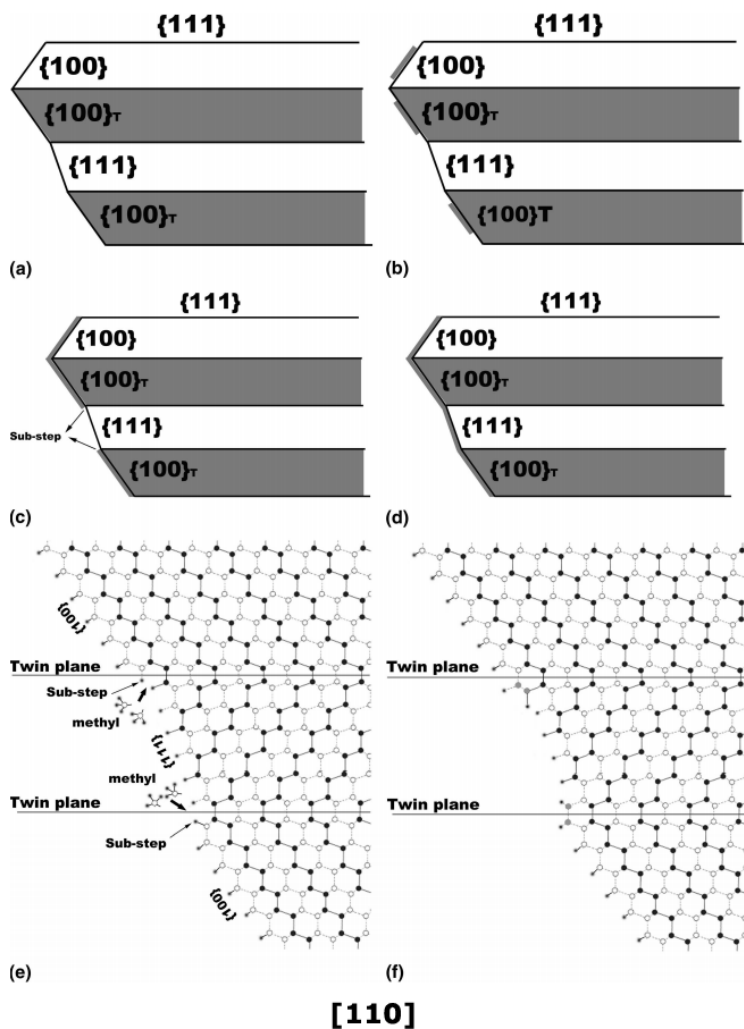 {111}
{100}
{100}T
{111}
{100}T
(a)
{111}
{100}
{100}T
{111}
{100}T
(b)
{111}
{100}
{100}T
Sub-step
{111}
{100}T
(c)
{111}
{100}
{100}T
{111}
{100}T
(d)
{100}
Twin plane
Sub-step
methyl
{111}
methyl
Twin plane
Sub-step
{100}
(e)
Twin plane
Twin plane
(f)
[110]